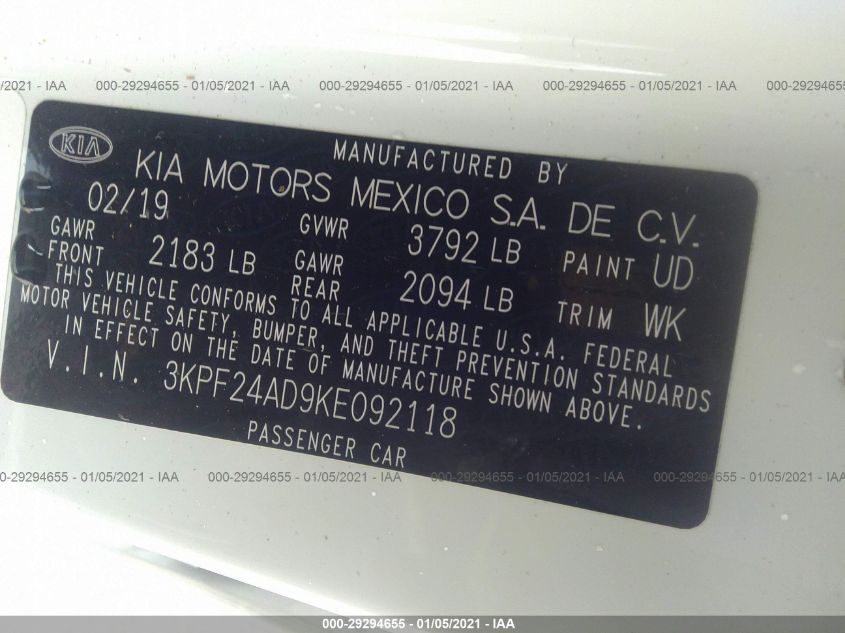 000-29294655 - 01/05/2021 - IAA 000-29294655 - 01/05/2021 - IAA 000-29294655 - 01/05/2021 - IAA 000-29294655 - 01/05/2021 - IAA
KIA
MANUFACTURED BY
KIA MOTORS MEXICO S.A. DE C.V.
02/19
GVWR 3792 LB PAINT UD
GAWR FRONT 2183 LB GAWR REAR 2094 LB TRIM WK
THIS VEHICLE CONFORMS TO ALL APPLICABLE U.S.A. FEDERAL
MOTOR VEHICLE SAFETY, BUMPER, AND THEFT PREVENTION STANDARDS
IN EFFECT ON THE DATE OF MANUFACTURE SHOWN ABOVE.
V.I.N. 3KPF24AD9KE092118
PASSENGER CAR
000-29294655 - 01/05/2021 - IAA 000-29294655 - 01/05/2021 - IAA 000-29294655 - 01/05/2021 - IAA 000-29294655 - 01/05/2021 - IAA
000-29294655 - 01/05/2021 - IAA